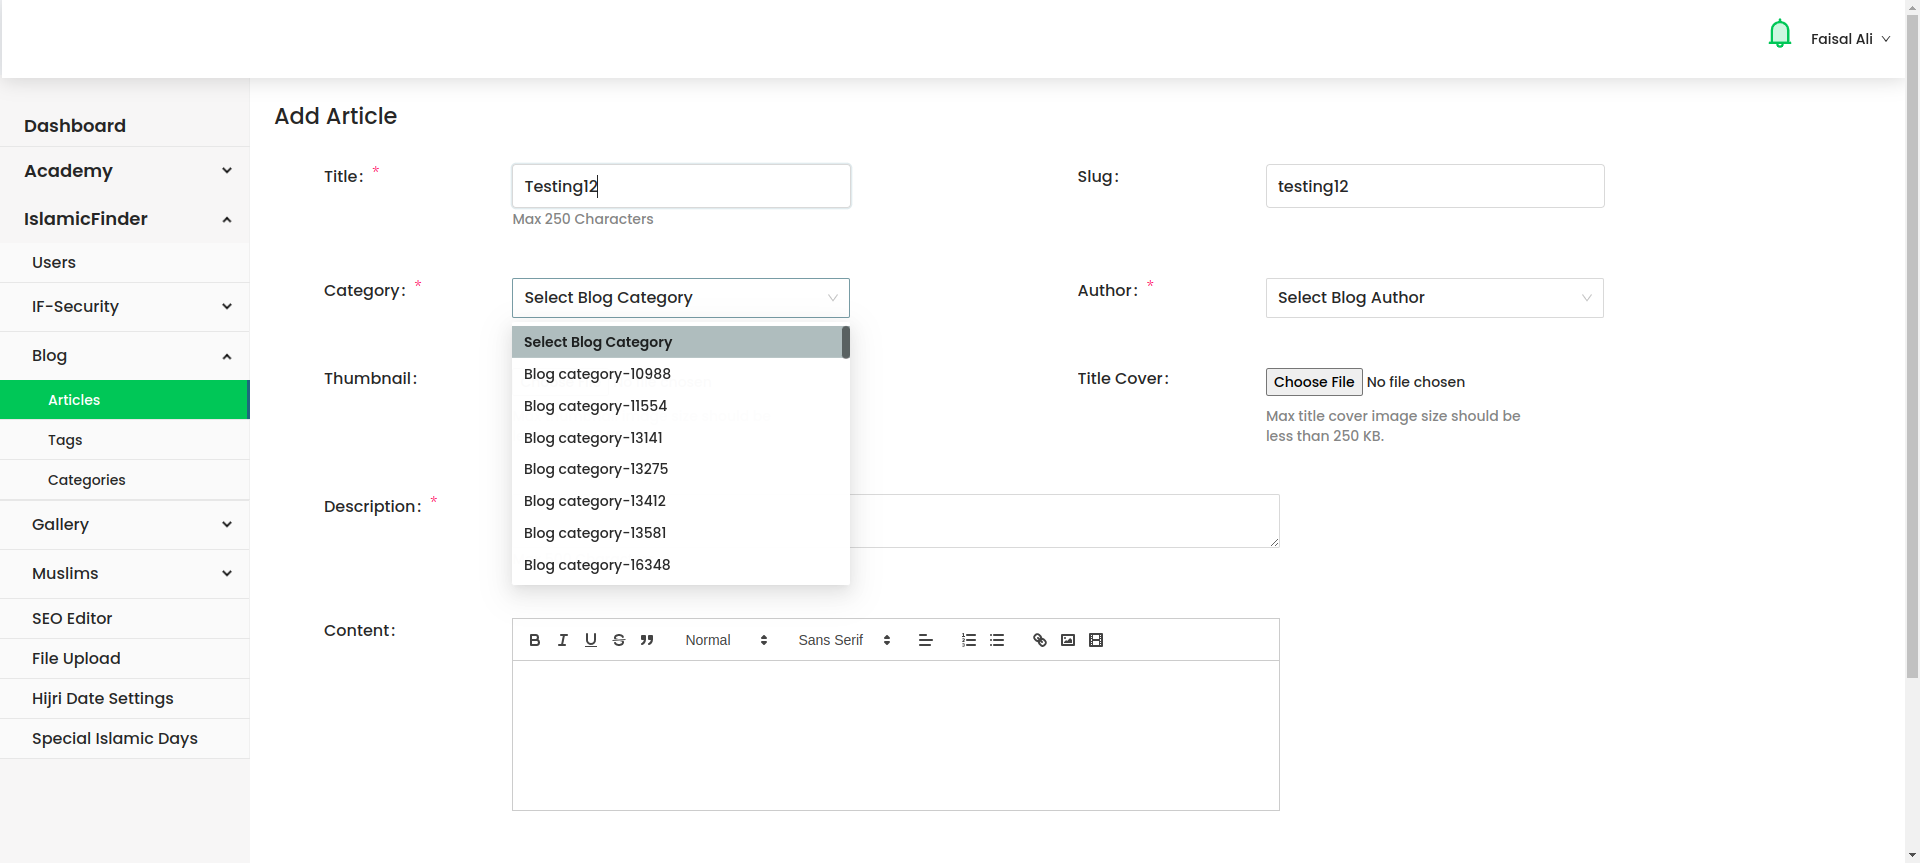 Faisal Ali
Dashboard
Academy
IslamicFinder
Users
IF-Security
Blog
Articles
Tags
Categories
Gallery
Muslims
SEO Editor
File Upload
Hijri Date Settings
Special Islamic Days
Add Article
Title: *
Testing12
Max 250 Characters
Slug:
testing12
Category: *
Select Blog Category
Select Blog Category
Blog category-10988
Blog category-11554
Blog category-13141
Blog category-13275
Blog category-13412
Blog category-13581
Blog category-16348
Author: *
Select Blog Author
Thumbnail:
Title Cover:
Choose File No file chosen
Max title cover image size should be
less than 250 KB.
Description: *
Content:
B I U S Normal Sans Serif